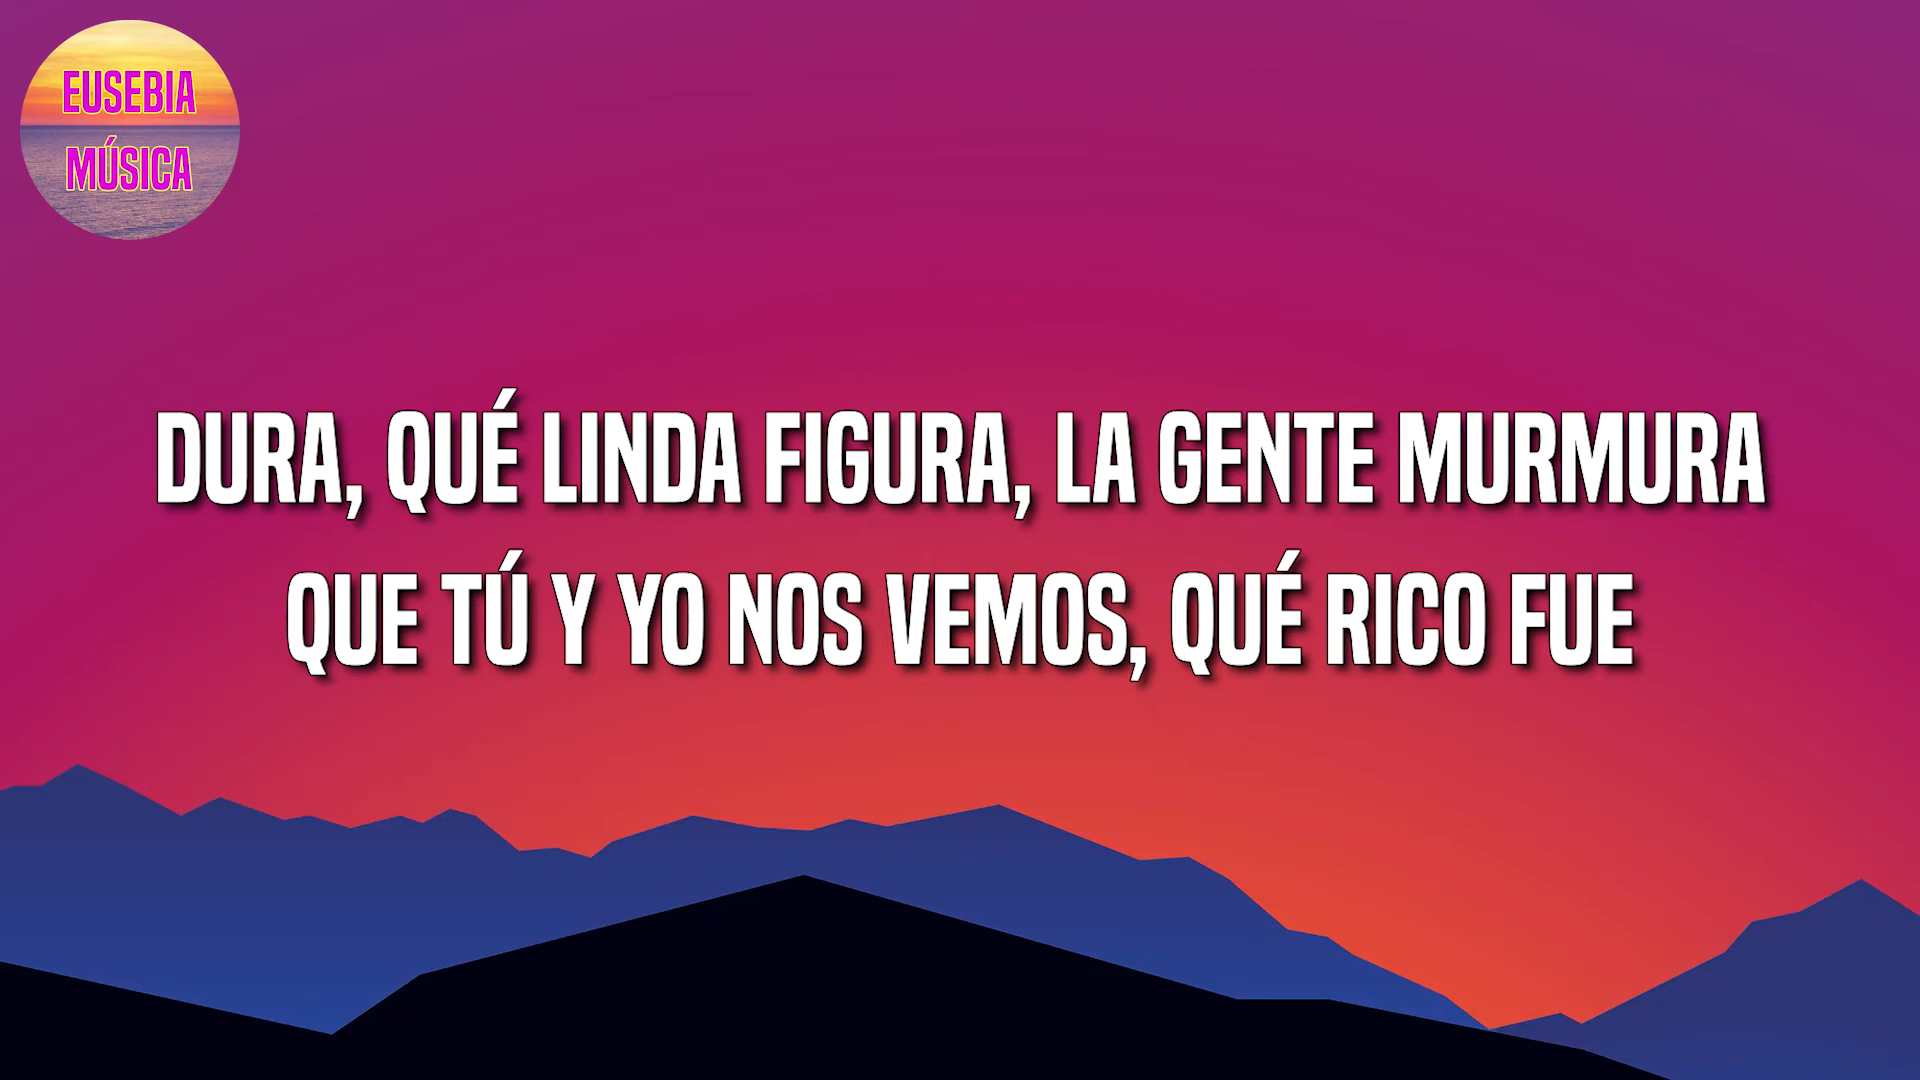 EUSEBIA
MÚSICA
DURA, QUÉ LINDA FIGURA, LA GENTE MURMURA
QUE TÚ Y YO NOS VEMOS, QUÉ RICO FUE